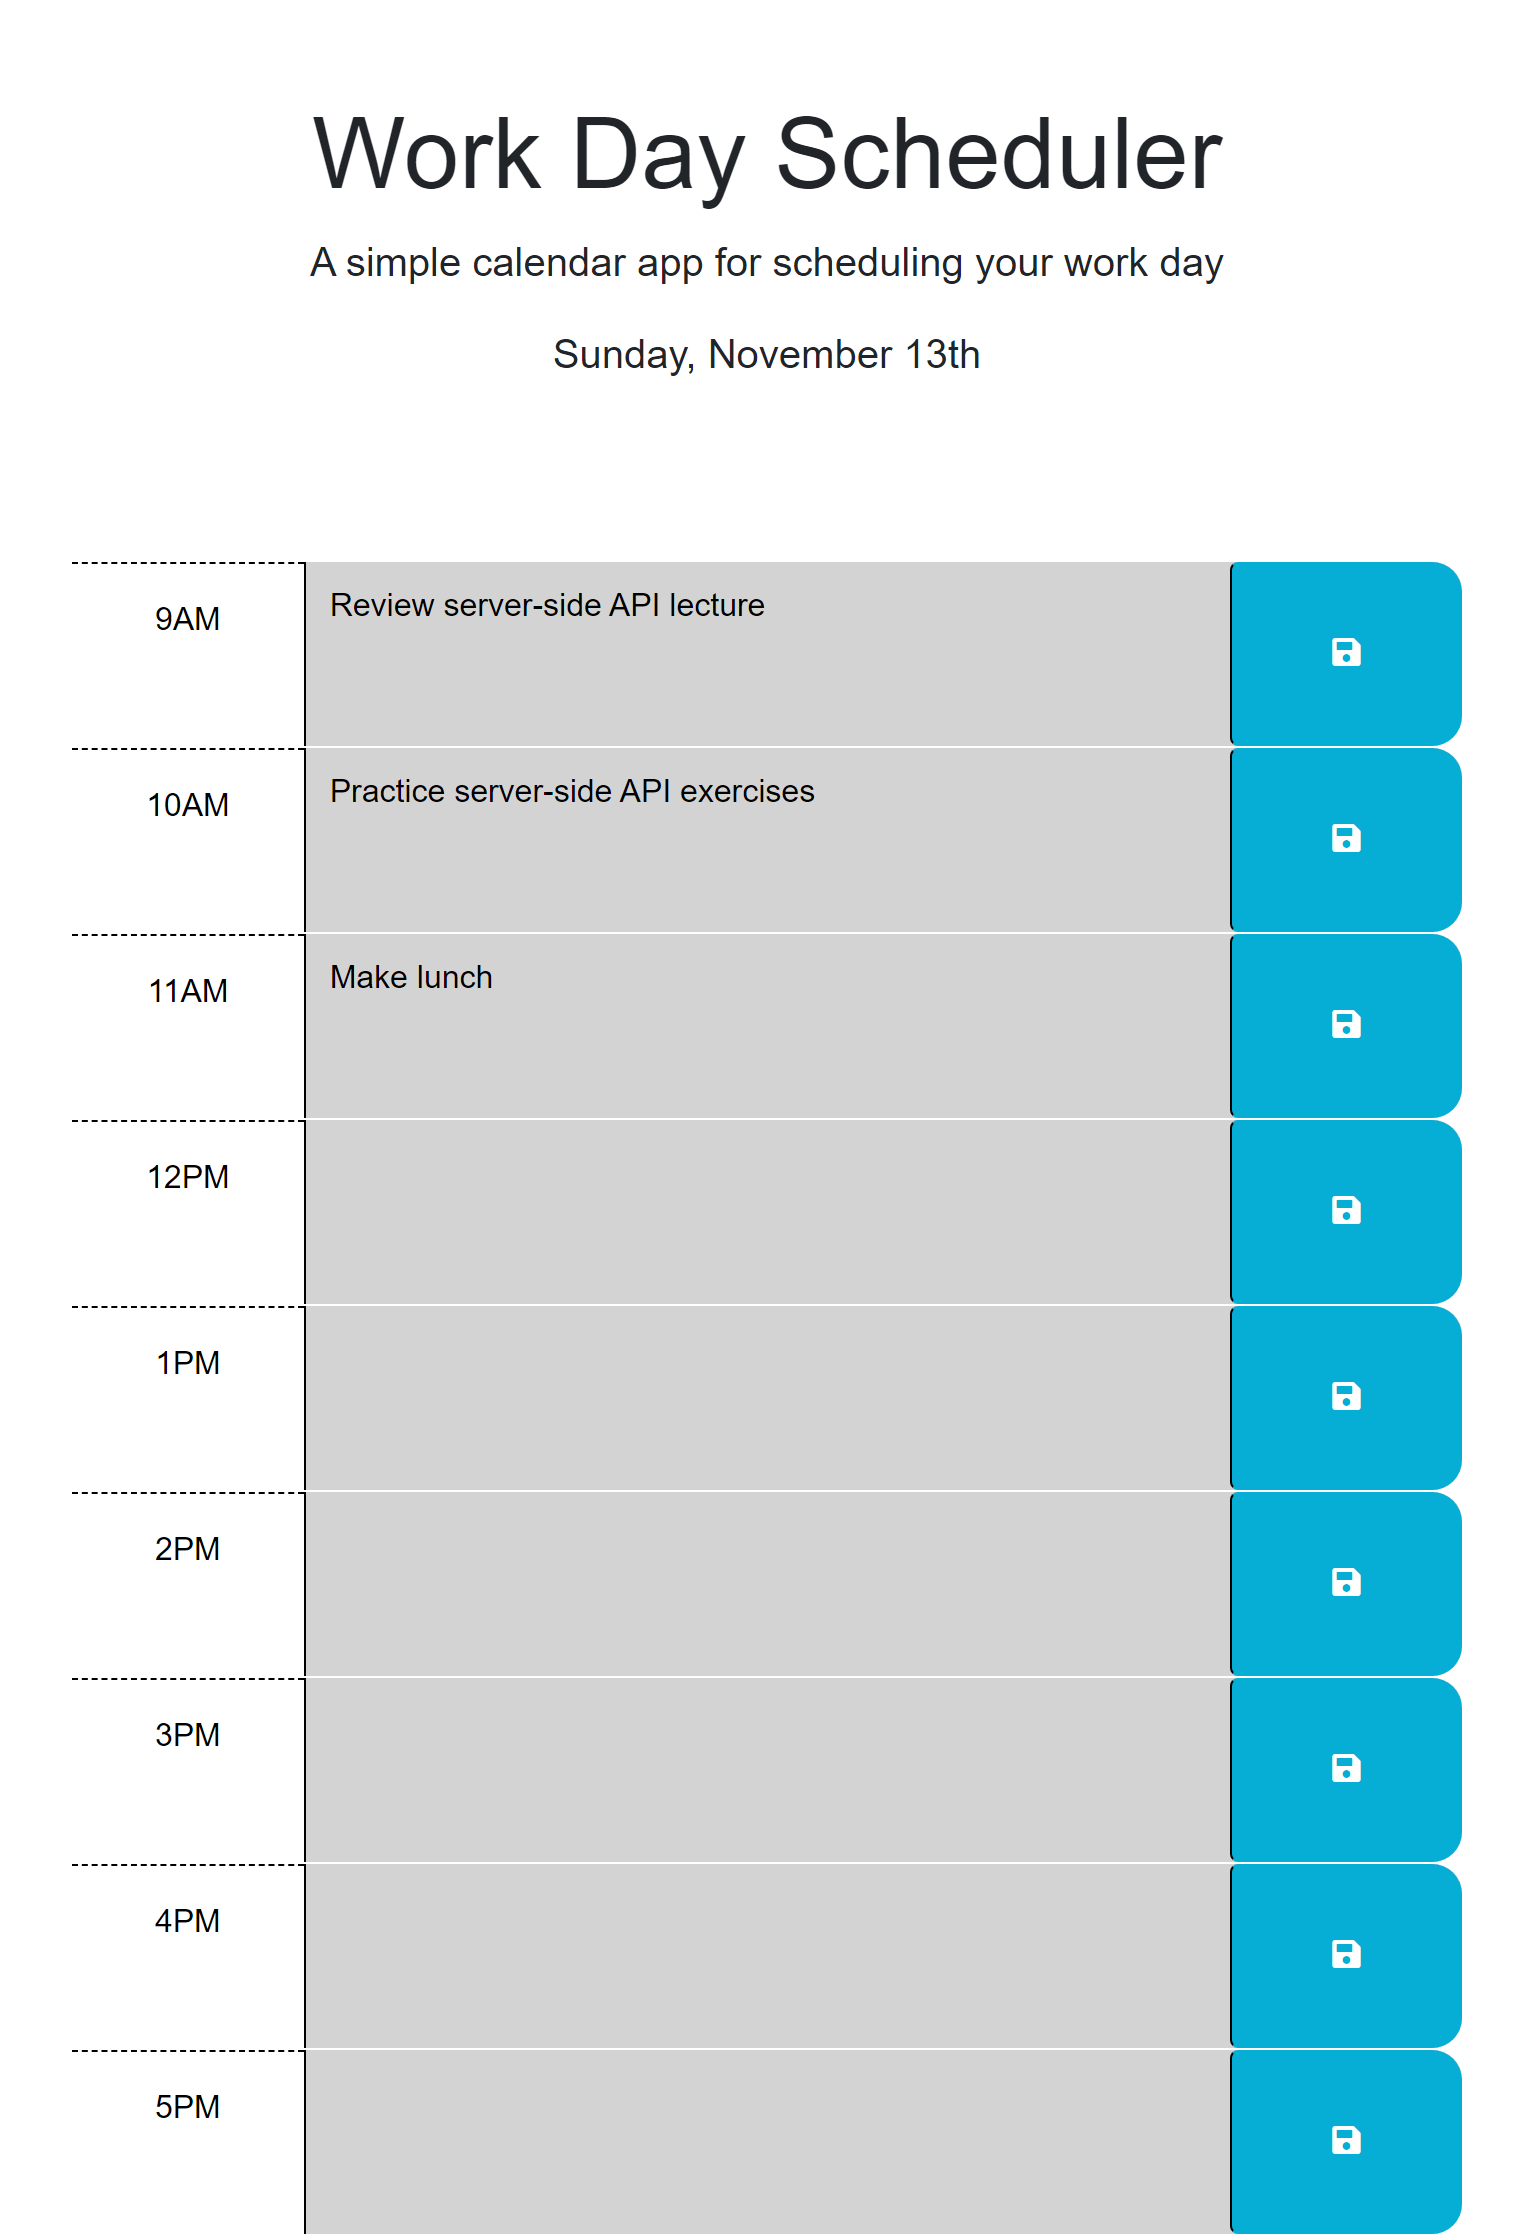 Work Day Scheduler
A simple calendar app for scheduling your work day
Sunday, November 13th
9AM
Review server-side API lecture
10AM
Practice server-side API exercises
11AM
Make lunch
12PM
1PM
2PM
3PM
4PM
5PM